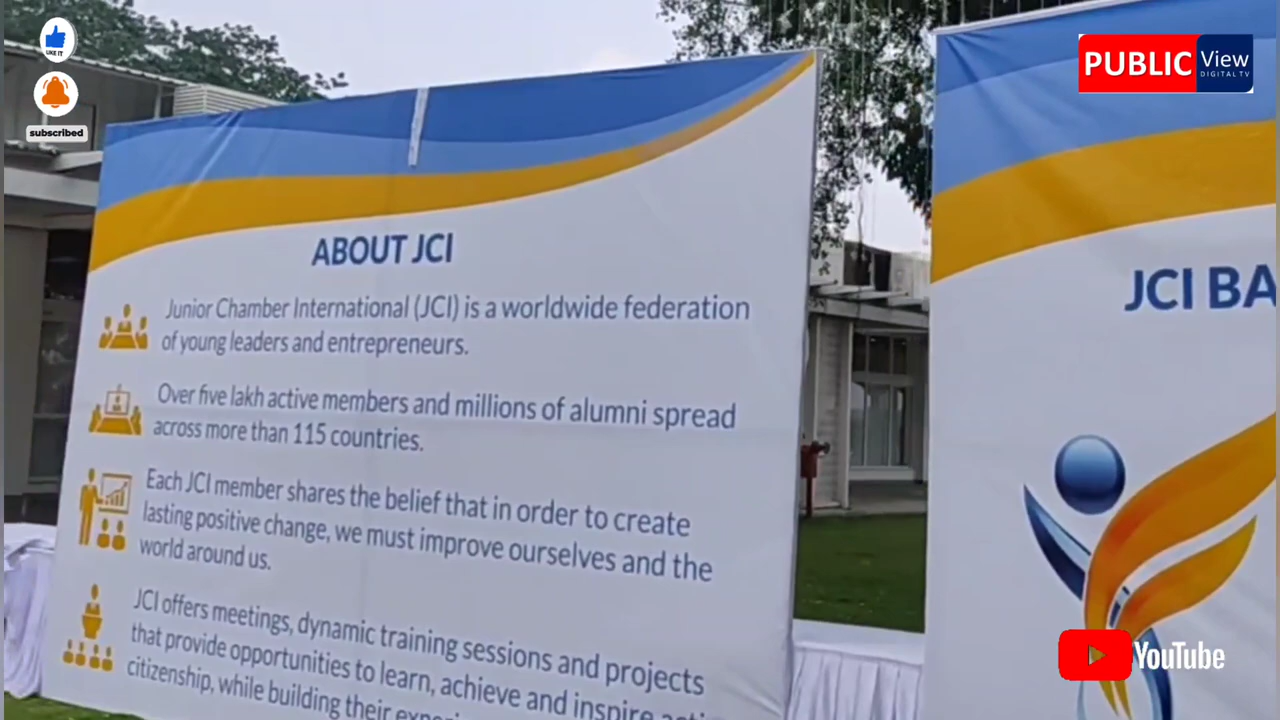 LIKE IT
subscribed
PUBLIC View
DIGITAL TV
ABOUT JCI
Junior Chamber International (JCI) is a worldwide federation
of young leaders and entrepreneurs.
Over five lakh active members and millions of alumni spread
across more than 115 countries.
Each JCI member shares the belief that in order to create
lasting positive change, we must improve ourselves and the
world around us.
JCI offers meetings, dynamic training sessions and projects
that provide opportunities to learn, achieve and inspire
citizenship, while building their
JCI BA
YouTube